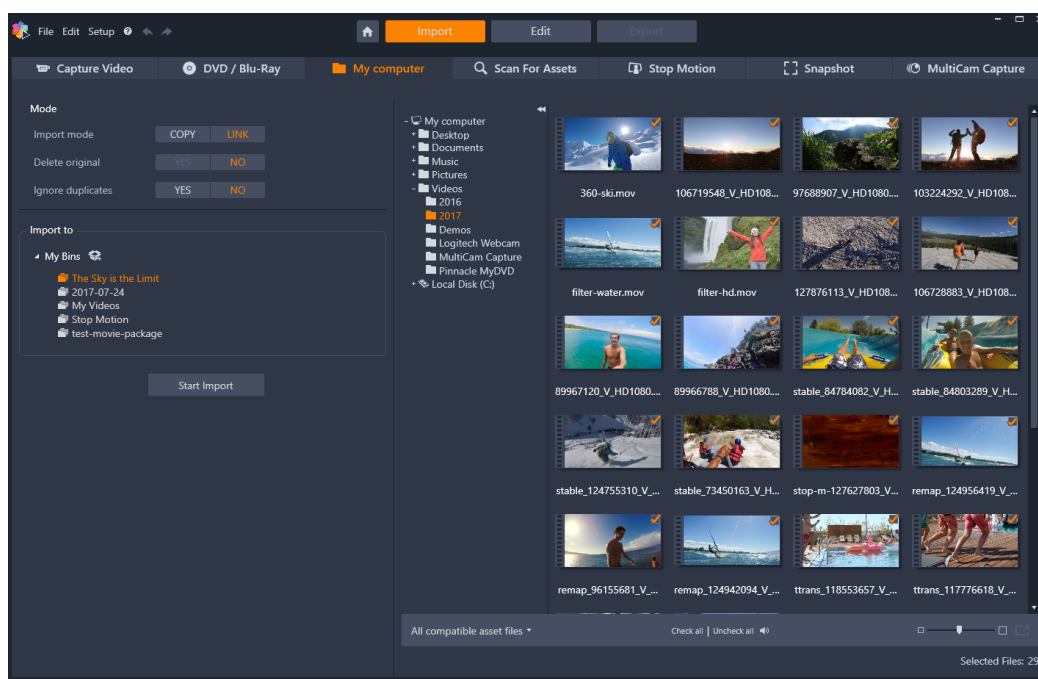 File Edit Setup ?
Import Edit Export
Capture Video DVD / Blu-Ray My computer Scan For Assets Stop Motion Snapshot MultiCam Capture
Mode
Import mode COPY LINK
Delete original YES NO
Ignore duplicates YES NO
Import to
My Bins
The Sky is the Limit
2017-07-24
My Videos
Stop Motion
test-movie-package
Start Import
My computer
Desktop
Documents
Music
Pictures
Videos
2016
2017
Demos
Logitech Webcam
MultiCam Capture
Pinnacle MyDVD
Local Disk (C:)
360-ski.mov 106719548_V_HD108... 97688907_V_HD1080.... 103224292_V_HD108...
filter-water.mov filter-hd.mov 127876113_V_HD108... 106728883_V_HD108...
89967120_V_HD1080.... 89966788_V_HD1080.... stable_84784082_V_H... stable_84803289_V_H...
stable_124755310_V_... stable_73450163_V_H... stop-m-127627803_V... remap_124956419_V_...
remap_96155681_V_... remap_124942094_V_... ttrans_118553657_V_... ttrans_117776618_V_...
All compatible asset files Check all | Uncheck all
Selected Files: 29